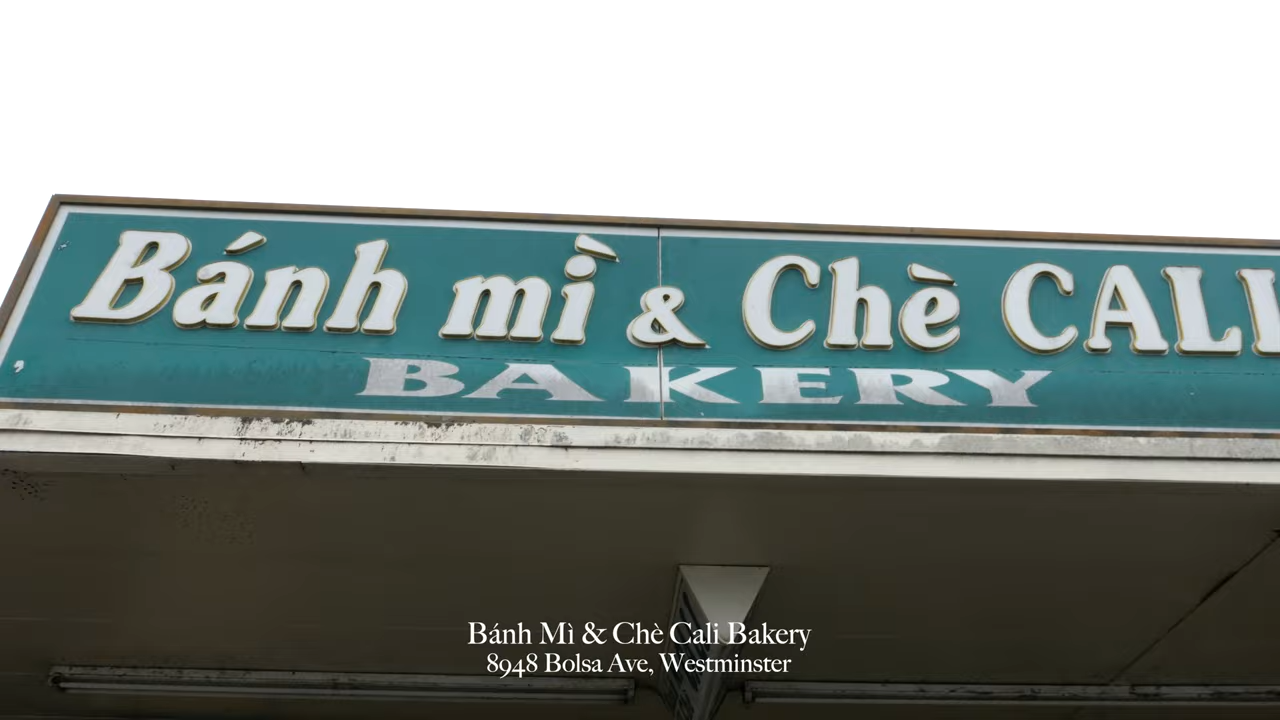 Bánh mì & Chè CALI
BAKERY
Bánh Mì & Chè Cali Bakery
8948 Bolsa Ave, Westminster